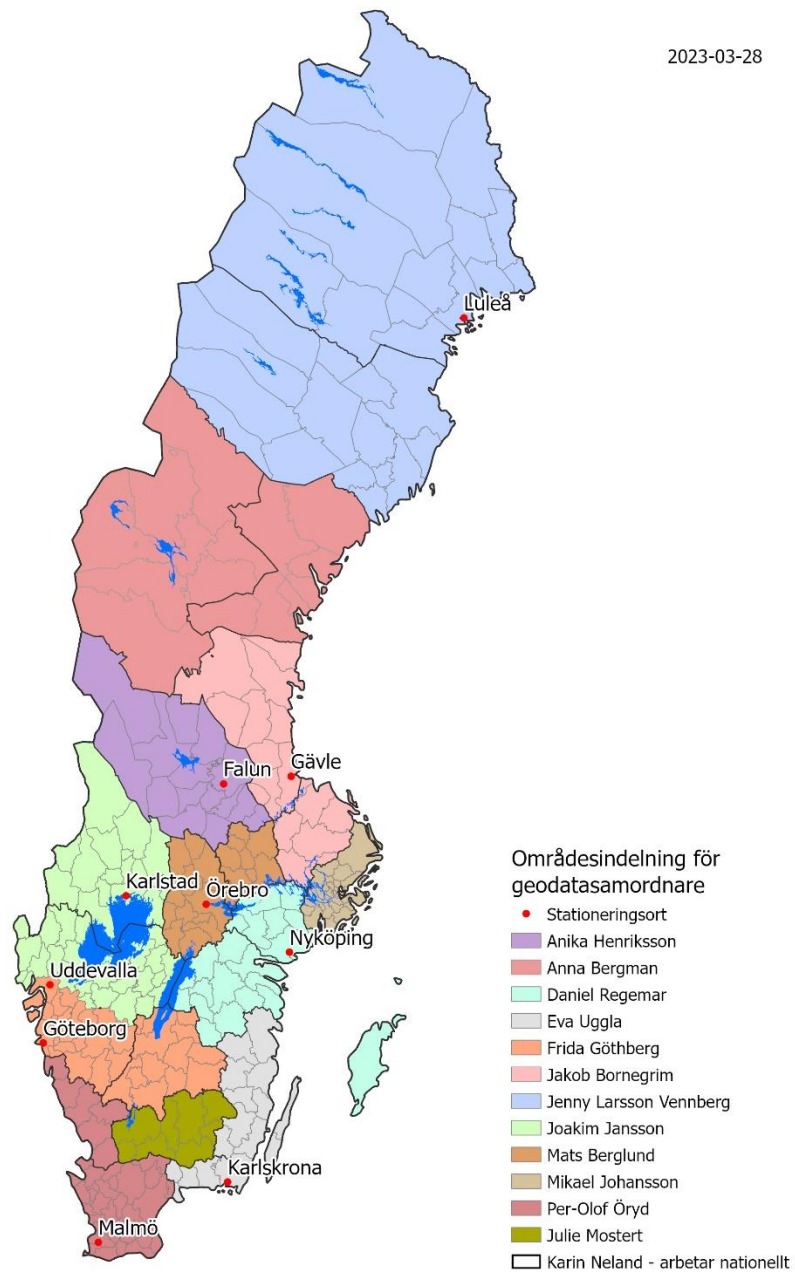 2023-03-28
Luleå
Falun
Gävle
Karlstad
Örebro
Nyköping
Uddevalla
Göteborg
Karlskrona
Malmö
Områdesindelning för
geodatasamordnare
Stationeringsort
Anika Henriksson
Anna Bergman
Daniel Regemar
Eva Uggla
Frida Göthberg
Jakob Bornegrim
Jenny Larsson Vennberg
Joakim Jansson
Mats Berglund
Mikael Johansson
Per-Olof Öryd
Julie Mostert
Karin Neland - arbetar nationellt